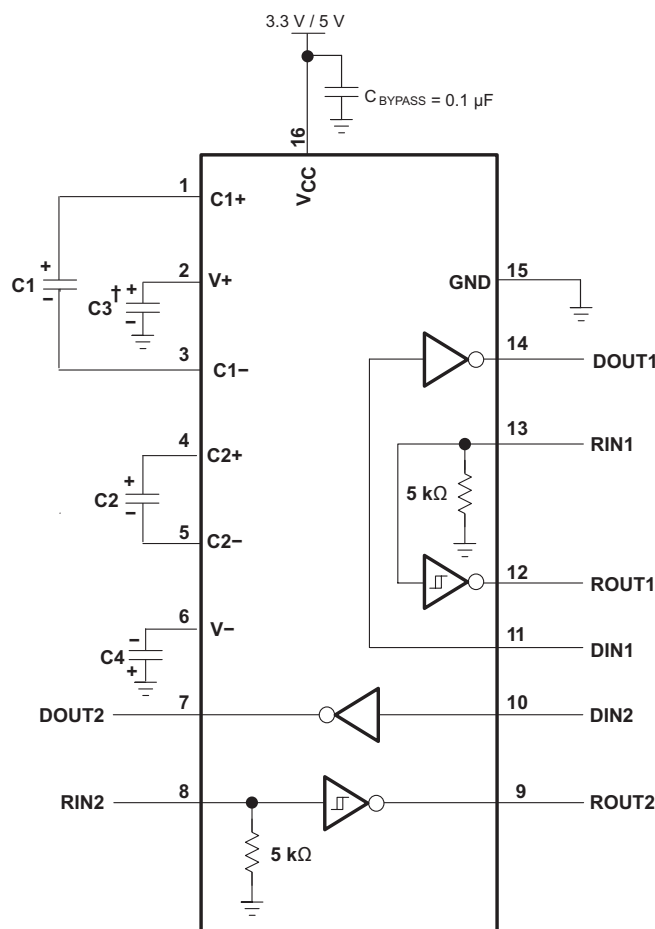 3.3 V / 5 V
CBYPASS = 0.1 µF
16
VCC
1
C1+
+
C1
−
2
V+
C3†
+
−
3
C1−
GND
15
14
DOUT1
4
C2+
+
C2
−
5
C2−
13
RIN1
5 kΩ
12
ROUT1
6
V−
−
C4
+
11
DIN1
DOUT2
7
10
DIN2
RIN2
8
9
ROUT2
5 kΩ